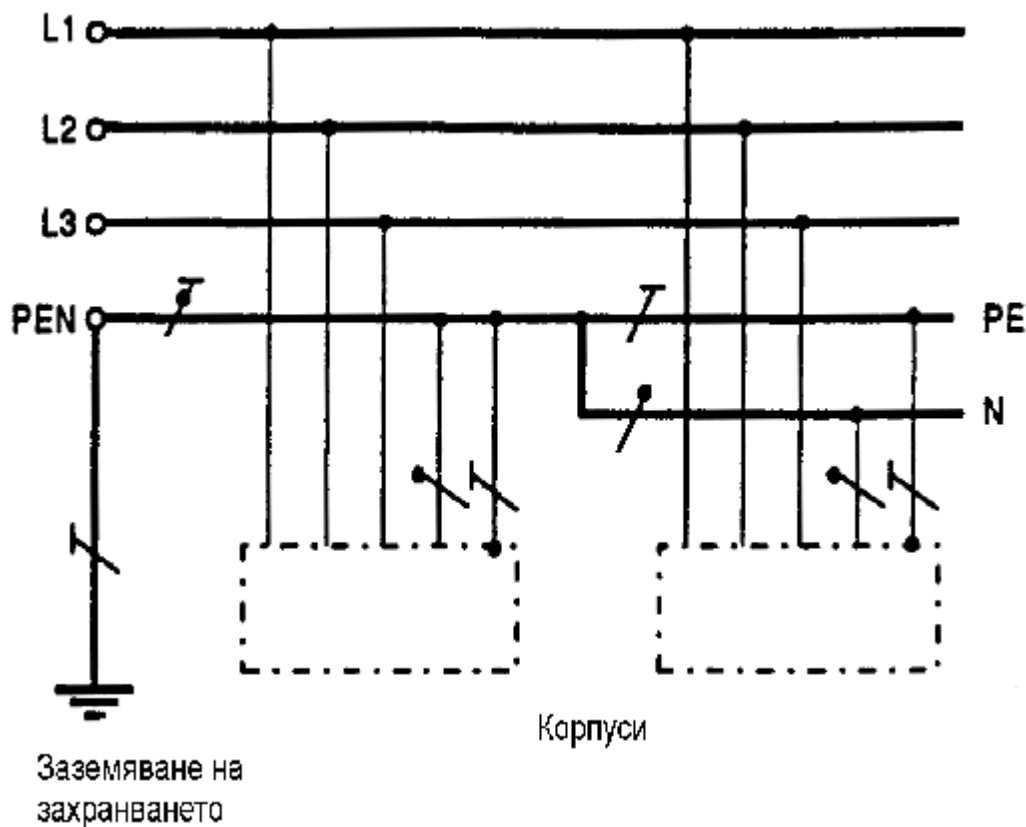 L1
L2
L3
PEN
PE
N
Корпуси
Заземяване на
захранването